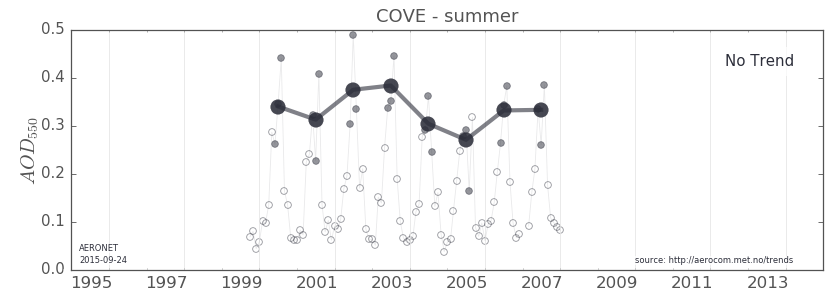 COVE - summer
0.5
No Trend
0.4
0.3
AOD550
0.2
0.1
AERONET
2015-09-24
source: http://aerocom.met.no/trends
0.0
1995 1997 1999 2001 2003 2005 2007 2009 2011 2013